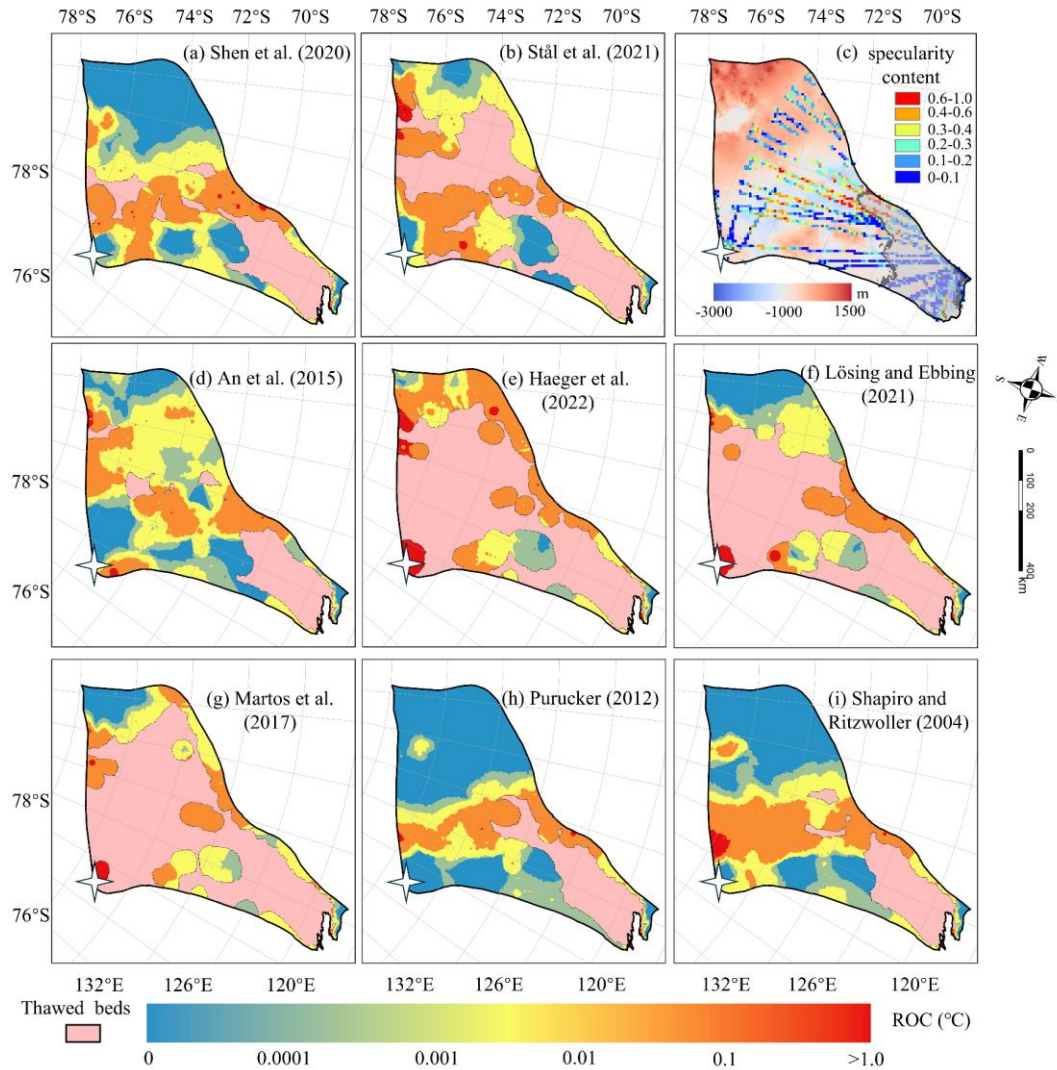 78°S 76°S 74°S 72°S 70°S 78°S 76°S 74°S 72°S 70°S 78°S 76°S 74°S 72°S 70°S
(a) Shen et al. (2020)
(b) Stål et al. (2021)
(c) specularity
content
0.6-1.0
0.4-0.6
0.3-0.4
0.2-0.3
0.1-0.2
0-0.1
78°S
76°S
m
-3000 -1000 1500
(d) An et al. (2015)
(e) Haeger et al.
(2022)
(f) Lösing and Ebbing
(2021)
78°S
76°S
W
S
E
0
100
200
400
km
(g) Martos et al.
(2017)
(h) Purucker (2012)
(i) Shapiro and
Ritzwoller (2004)
78°S
76°S
132°E 126°E 120°E 132°E 126°E 120°E 132°E 126°E 120°E
Thawed beds
ROC (°C)
0 0.0001 0.001 0.01 0.1 >1.0